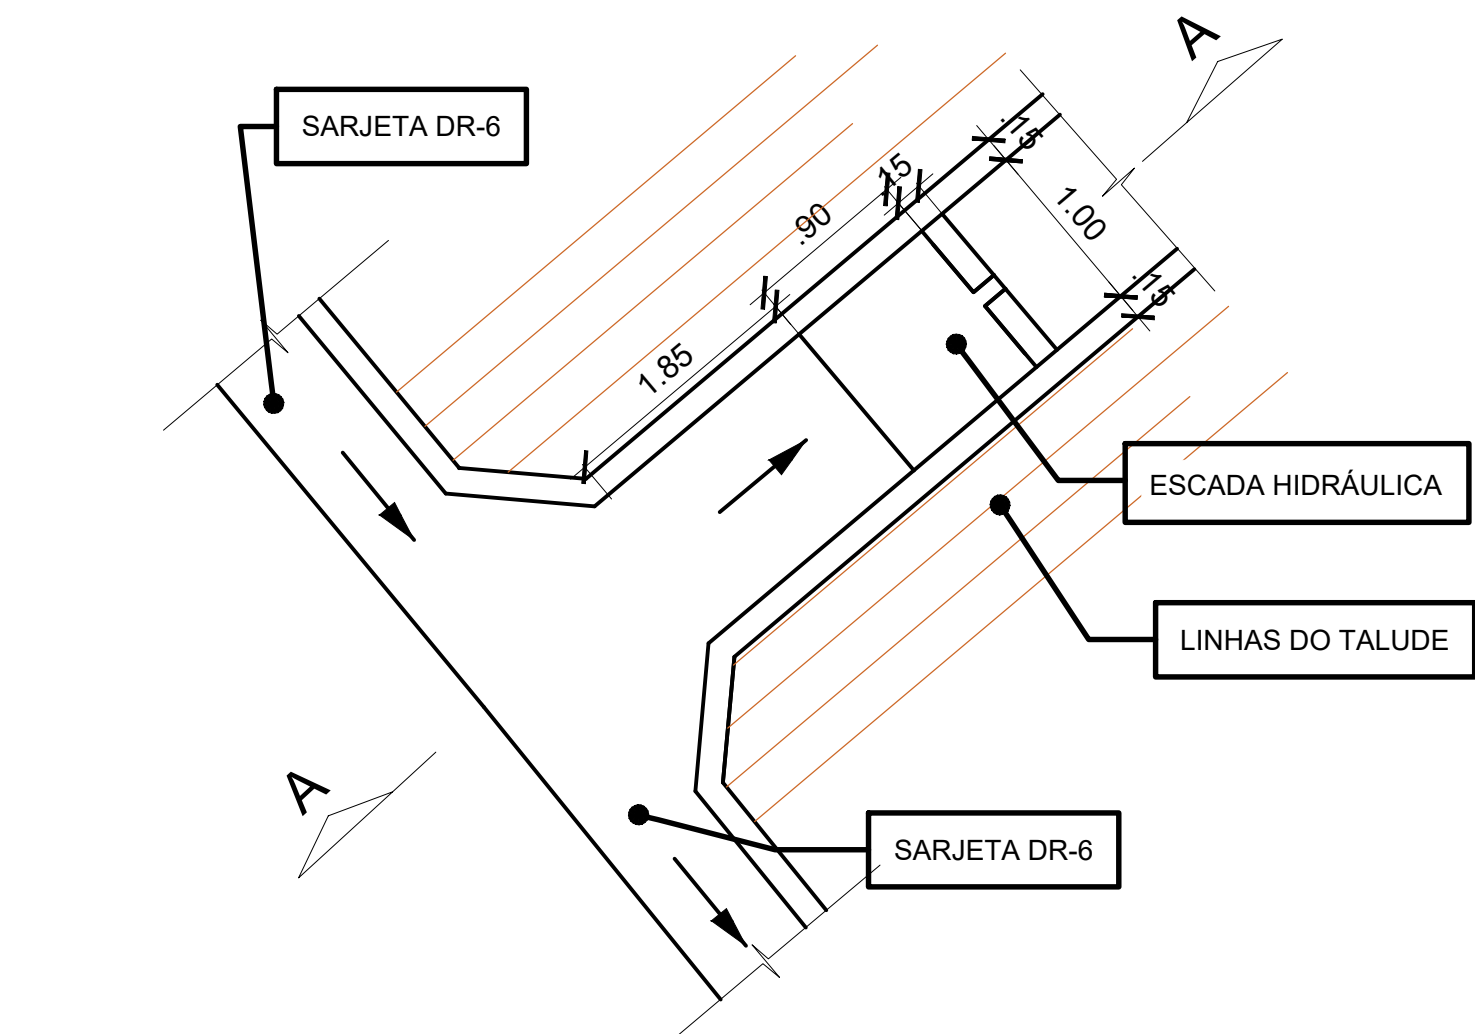 A
SARJETA DR-6
.15
.15
1.00
.90
.15
1.85
ESCADA HIDRÁULICA
LINHAS DO TALUDE
A
SARJETA DR-6